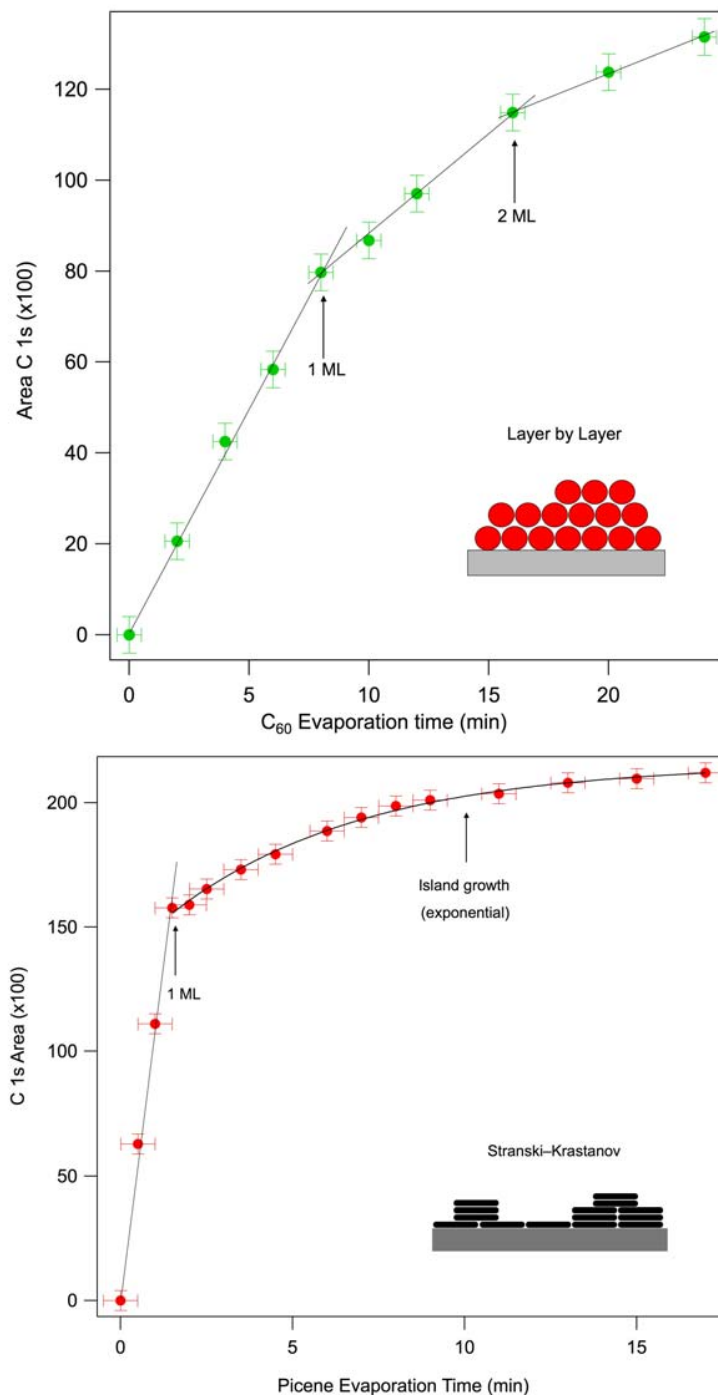 120
100
80
60
40
20
0
Area C 1s (x100)
2 ML
1 ML
Layer by Layer
0 5 10 15 20
C₆₀ Evaporation time (min)
200
150
100
50
0
C 1s Area (x100)
Island growth
(exponential)
1 ML
Stranski–Krastanov
0 5 10 15
Picene Evaporation Time (min)